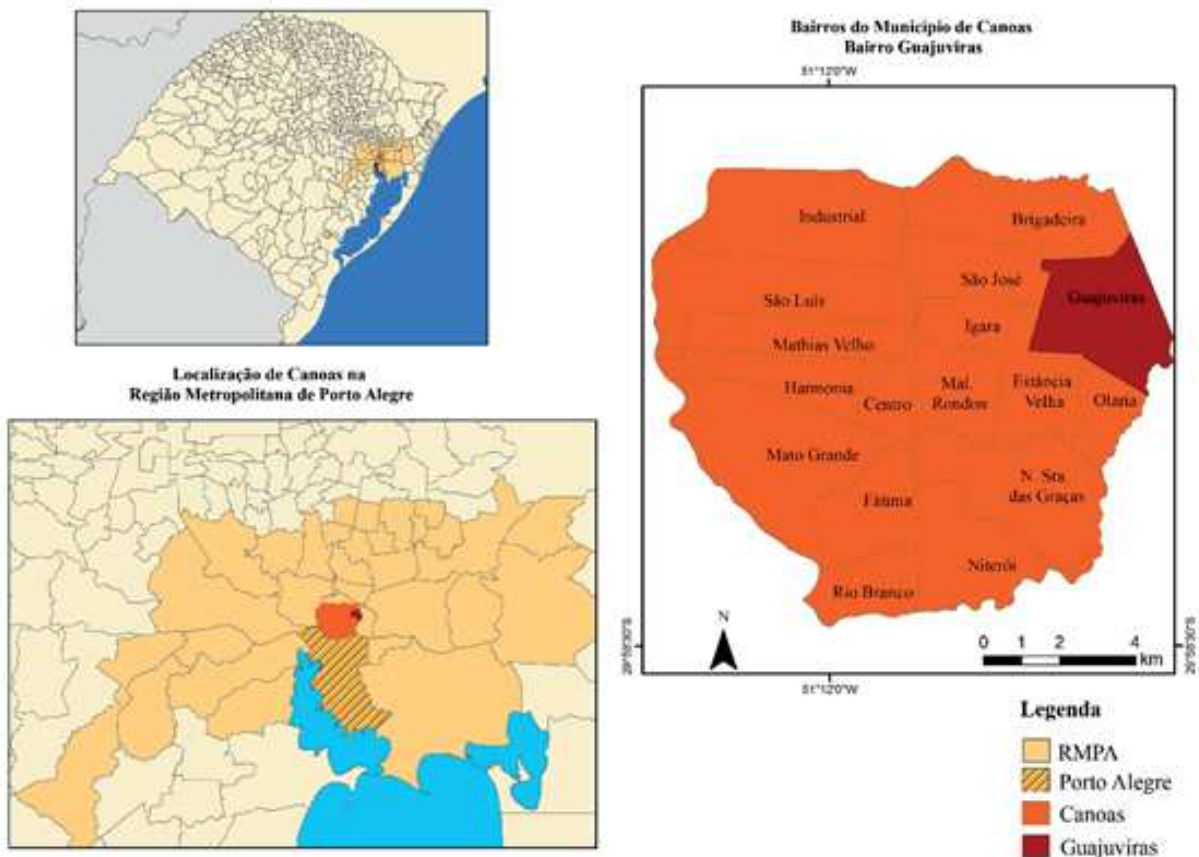 Bairros do Município de Canoas
Bairro Guajuviras
51°12'0"W
Industrial
Brigadeira
São José
Guajuviras
São Luís
Igara
Mathias Velho
Harmonia
Centro
Mal.
Rondon
Estância
Velha
Olaria
Mato Grande
Fátima
N. Sra
das Graças
Niterói
Rio Branco
N
0 1 2 4
km
51°12'0"W
Localização de Canoas na
Região Metropolitana de Porto Alegre
Legenda
RMPA
Porto Alegre
Canoas
Guajuviras